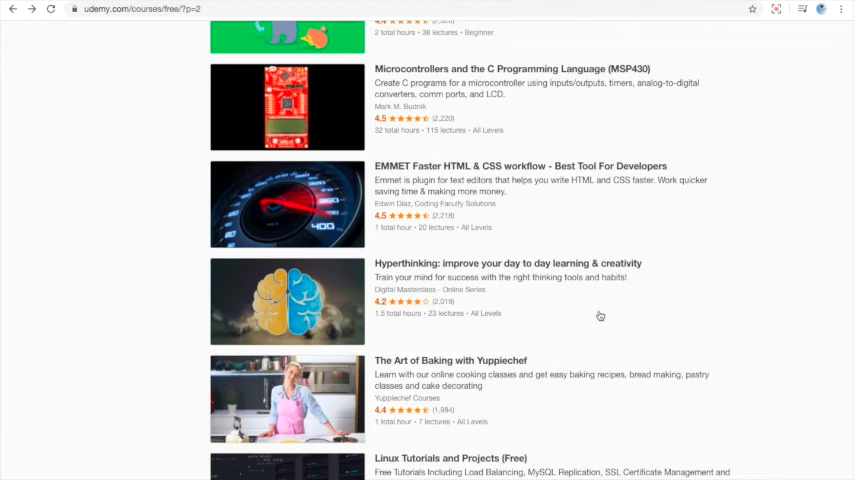 udemy.com/courses/free/?p=2
2 total hours • 38 lectures • Beginner
Microcontrollers and the C Programming Language (MSP430)
Create C programs for a microcontroller using inputs/outputs, timers, analog-to-digital
converters, comm ports, and LCD.
Mark M. Budnik
4.5 (2,220)
32 total hours • 115 lectures • All Levels
EMMET Faster HTML & CSS workflow - Best Tool For Developers
Emmet is plugin for text editors that helps you write HTML and CSS faster. Work quicker
saving time & making more money.
Edwin Diaz, Coding Faculty Solutions
4.5 (2,218)
1 total hour • 20 lectures • All Levels
Hyperthinking: improve your day to day learning & creativity
Train your mind for success with the right thinking tools and habits!
Digital Masterclass - Online Series
4.2 (2,019)
1.5 total hours • 23 lectures • All Levels
The Art of Baking with Yuppiechef
Learn with our online cooking classes and get easy baking recipes, bread making, pastry
classes and cake decorating
Yuppiechef Courses
4.4 (1,984)
1 total hour • 7 lectures • All Levels
Linux Tutorials and Projects (Free)
Free Tutorials Including Load Balancing, MySQL Replication, SSL Certificate Management and